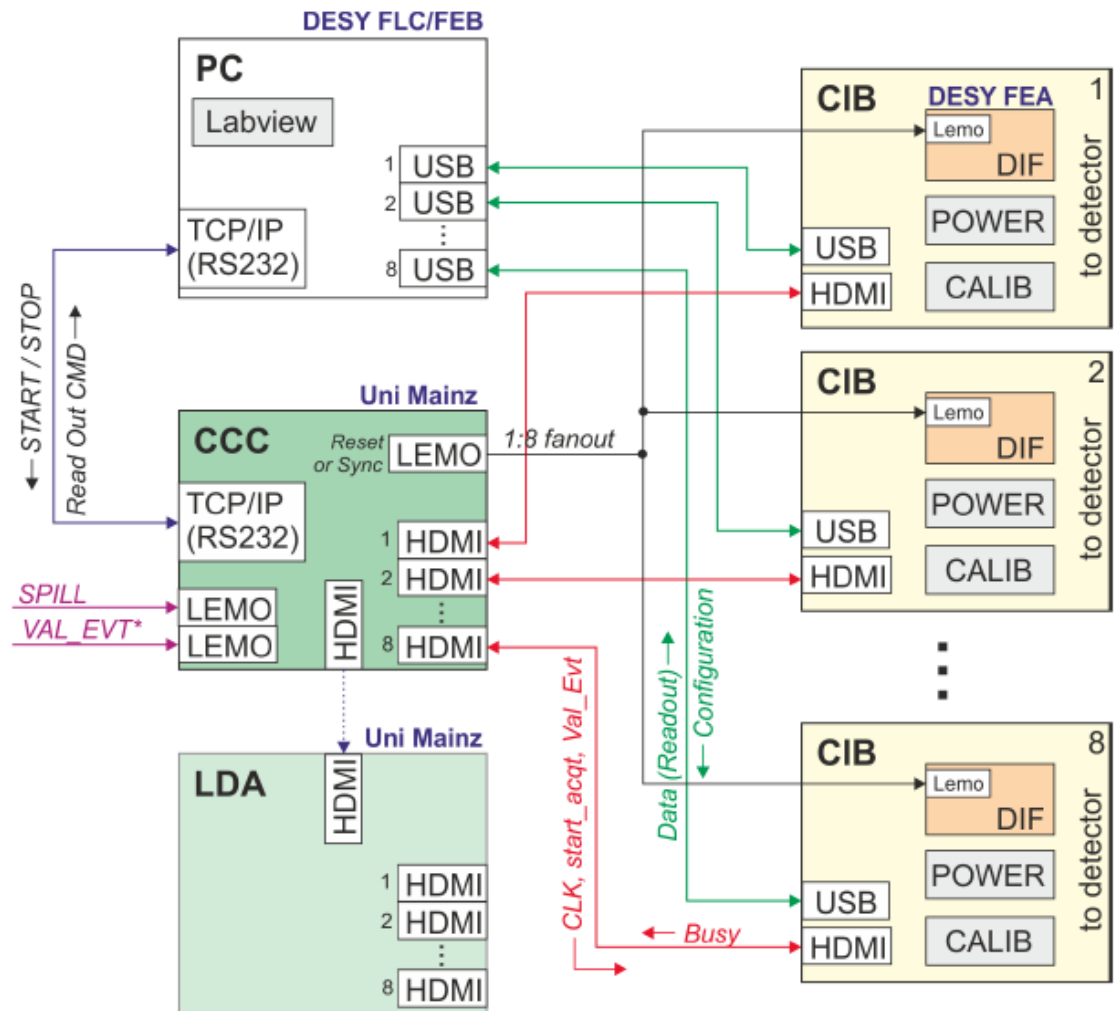 DESY FLC/FEB
PC
Labview
1 USB
2 USB
⋮
8 USB
TCP/IP
(RS232)
← START / STOP
Read Out CMD →
Uni Mainz
CCC
Reset
or Sync
LEMO
1:8 fanout
TCP/IP
(RS232)
1 HDMI
2 HDMI
⋮
8 HDMI
SPILL
LEMO
VAL_EVT*
LEMO
HDMI
Uni Mainz
LDA
HDMI
1 HDMI
2 HDMI
⋮
8 HDMI
CLK, start_acqt, Val_Evt
Data (Readout) →
← Configuration
← Busy
CIB
1
DESY FEA
Lemo
DIF
POWER
USB
HDMI
CALIB
to detector
CIB
2
Lemo
DIF
POWER
USB
HDMI
CALIB
to detector
⋮
CIB
8
Lemo
DIF
POWER
USB
HDMI
CALIB
to detector